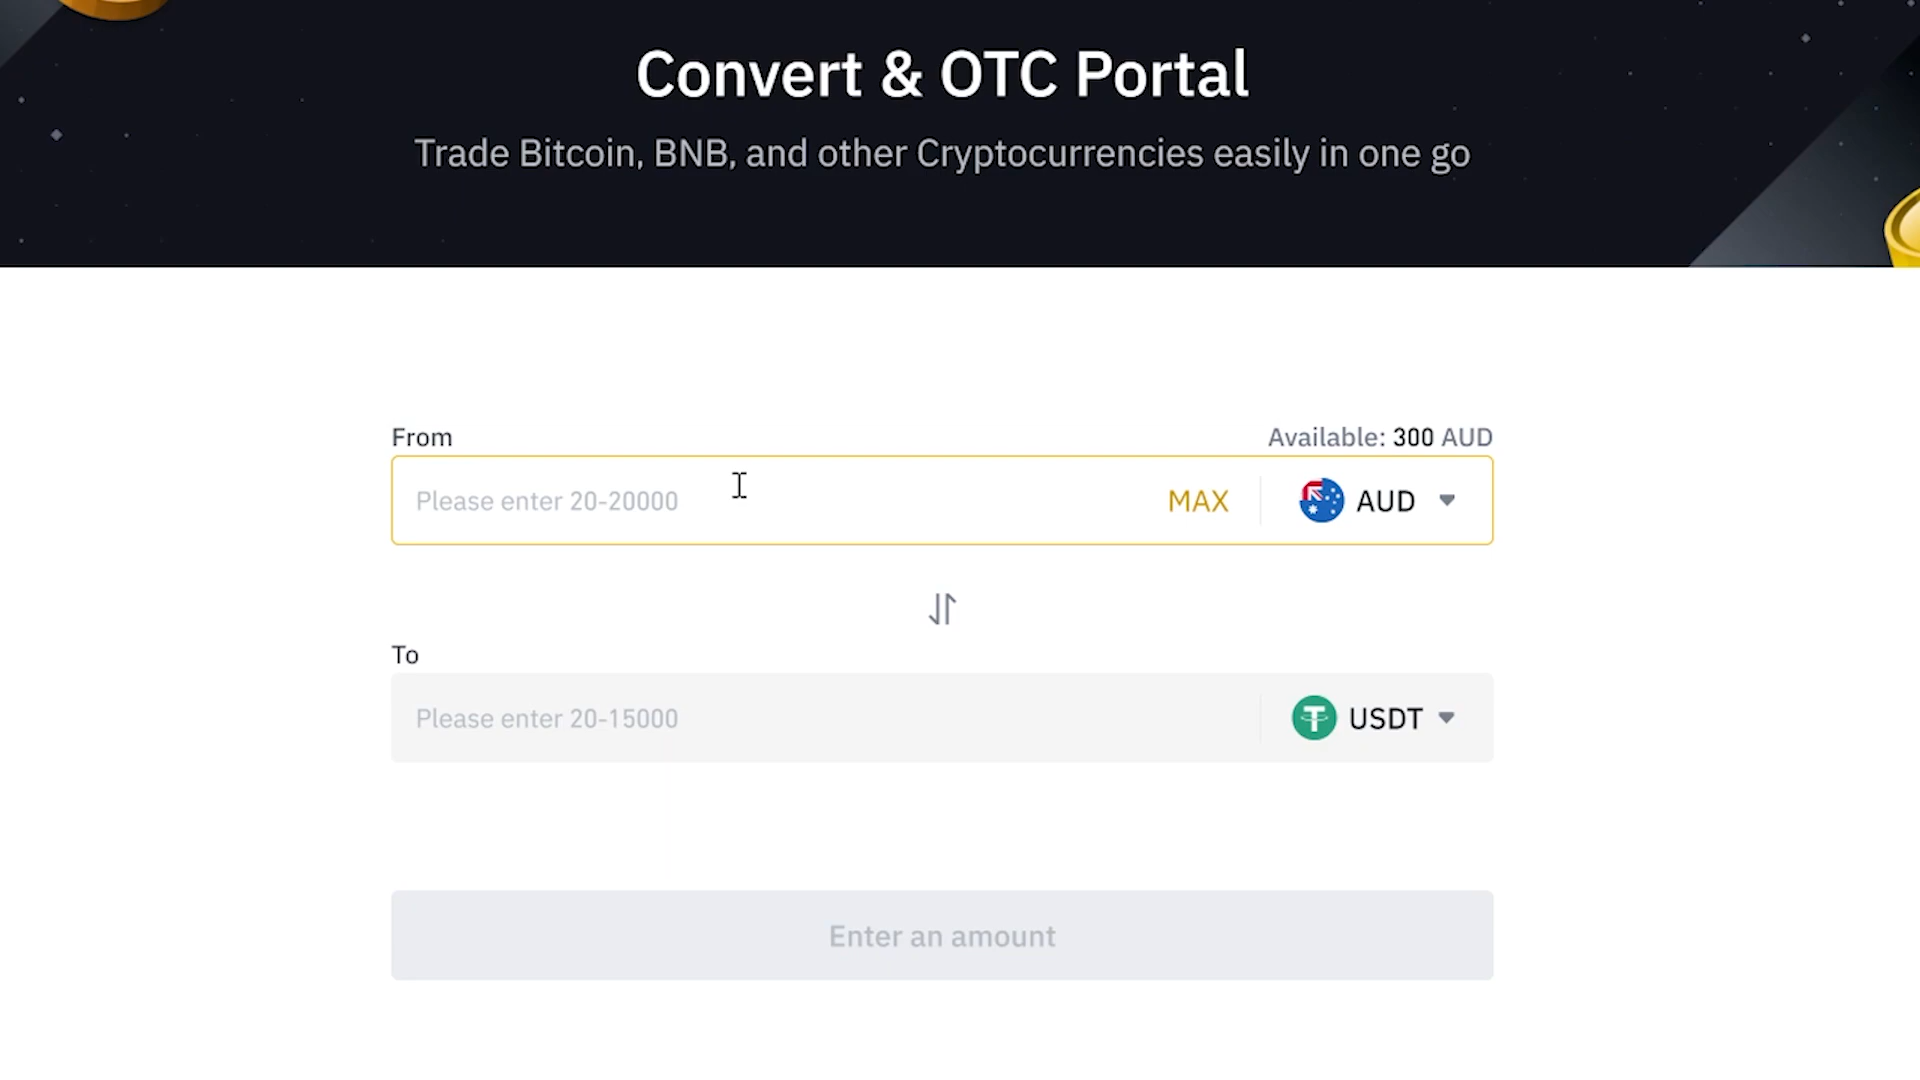 Convert & OTC Portal
Trade Bitcoin, BNB, and other Cryptocurrencies easily in one go
From
Available: 300 AUD
Please enter 20-20000
MAX
AUD
To
Please enter 20-15000
USDT
Enter an amount